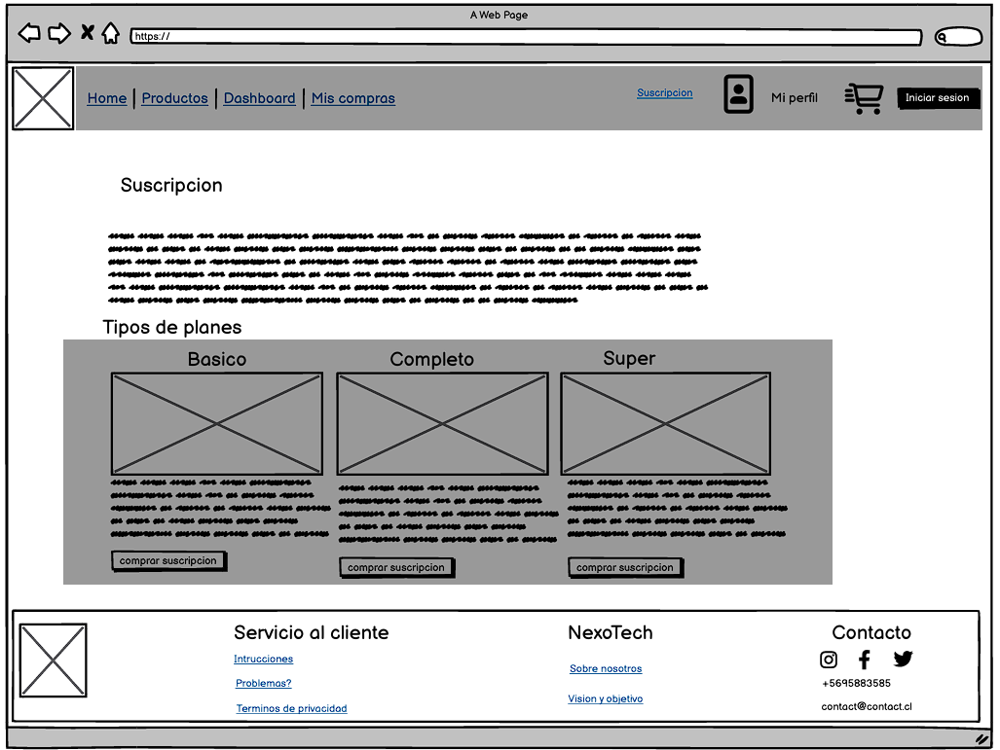 A Web Page
https://
Home | Productos | Dashboard | Mis compras
Suscripcion
Mi perfil
Iniciar sesion
Suscripcion
Tipos de planes
Basico
Completo
Super
comprar suscripcion
comprar suscripcion
comprar suscripcion
Servicio al cliente
Intrucciones
Problemas?
Terminos de privacidad
NexoTech
Sobre nosotros
Vision y objetivo
Contacto
+5695883585
contact@contact.cl